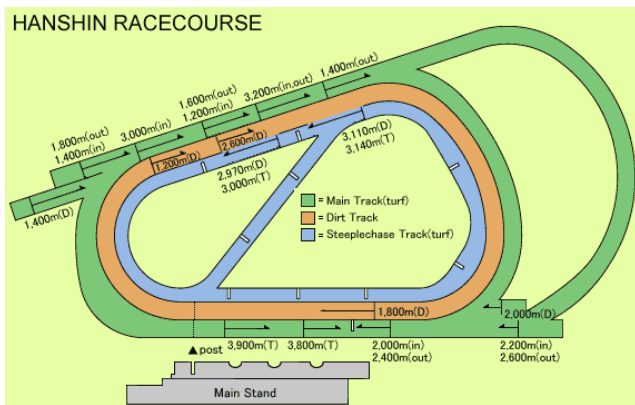 HANSHIN RACECOURSE
1,400m(out)
3,200m(in,out)
1,600m(out)
1,200m(in)
3,000m(in)
1,800m(out)
1,400m(in)
2,600m(D)
1,200m(D)
3,110m(D)
3,140m(T)
2,970m(D)
3,000m(T)
1,400m(D)
= Main Track(turf)
= Dirt Track
= Steeplechase Track(turf)
1,800m(D)
2,000m(D)
▲post
3,900m(T)
3,800m(T)
2,000m(in)
2,400m(out)
2,200m(in)
2,600m(out)
Main Stand